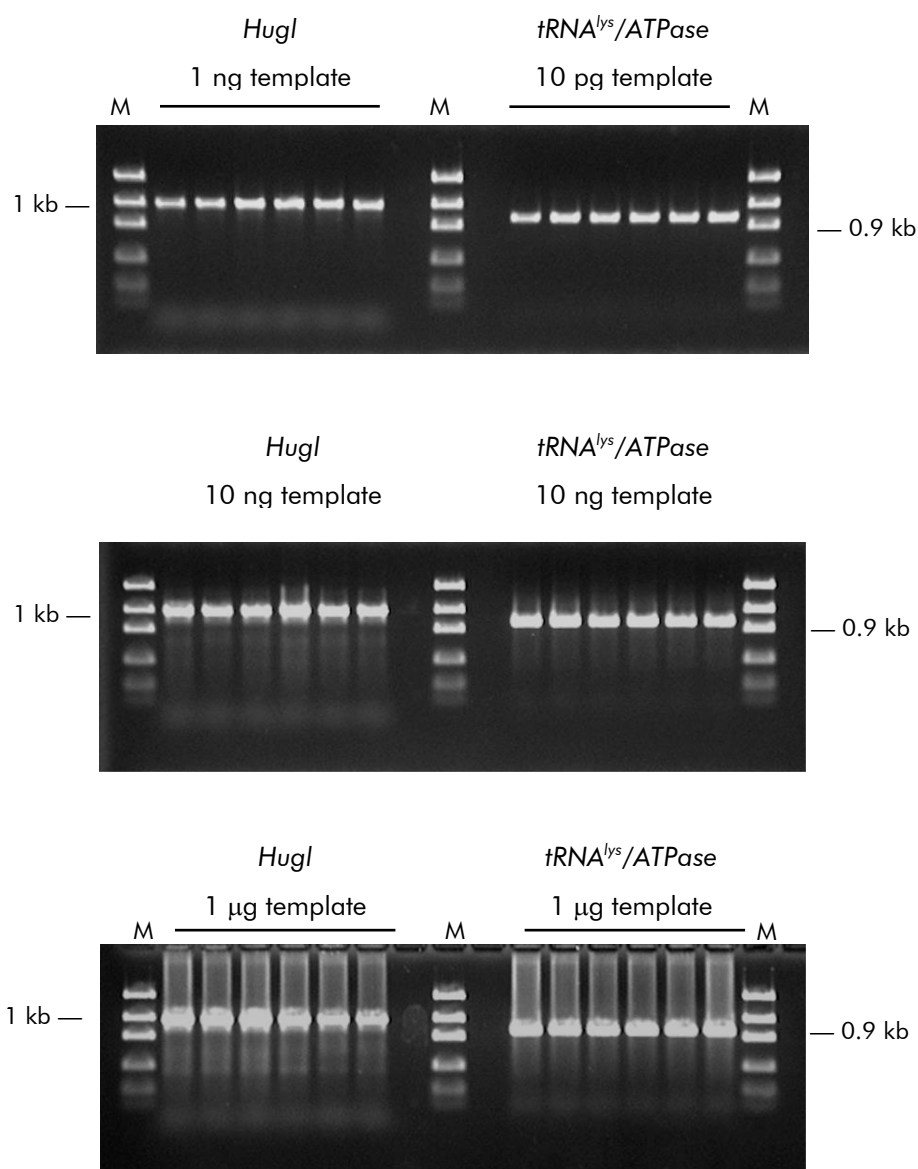 Hugl tRNAlys/ATPase
1 ng template 10 pg template
M M M
1 kb
0.9 kb
Hugl tRNAlys/ATPase
10 ng template 10 ng template
1 kb
0.9 kb
Hugl tRNAlys/ATPase
1 µg template 1 µg template
M M M
1 kb
0.9 kb